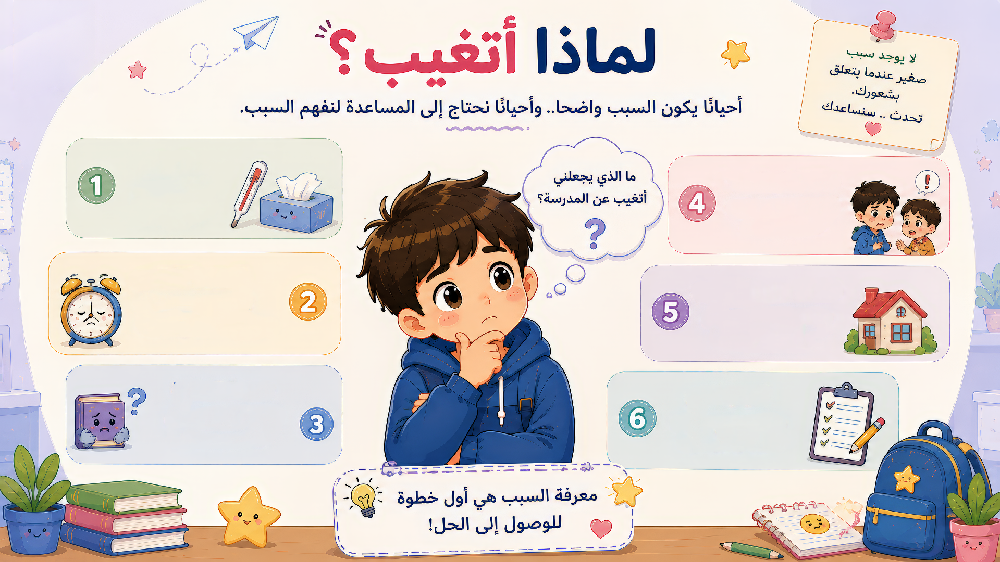 لماذا أتغيب؟
أحيانًا يكون السبب واضحا.. وأحيانًا نحتاج إلى المساعدة لنفهم السبب.
لا يوجد سبب
صغير عندما يتعلق
بشعورك.
تحدث .. سنساعدك
ما الذي يجعلني
أتغيب عن المدرسة؟
?
!
1
2
3
?
4
5
6
معرفة السبب هي أول خطوة
للوصول إلى الحل!